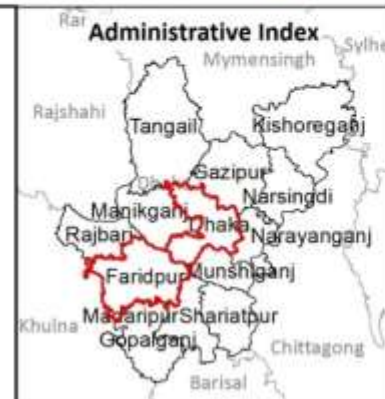 Administrative Index
Mymensingh
Sylhe
Rajshahi
Tangail
Kishoreganj
Gazipur
Narsingdi
Manikganj
Dhaka
Rajbari
Narayanganj
Faridpur
Munshiganj
Madaripur Shariatpur
Khulna
Gopalganj
Chittagong
Barisal